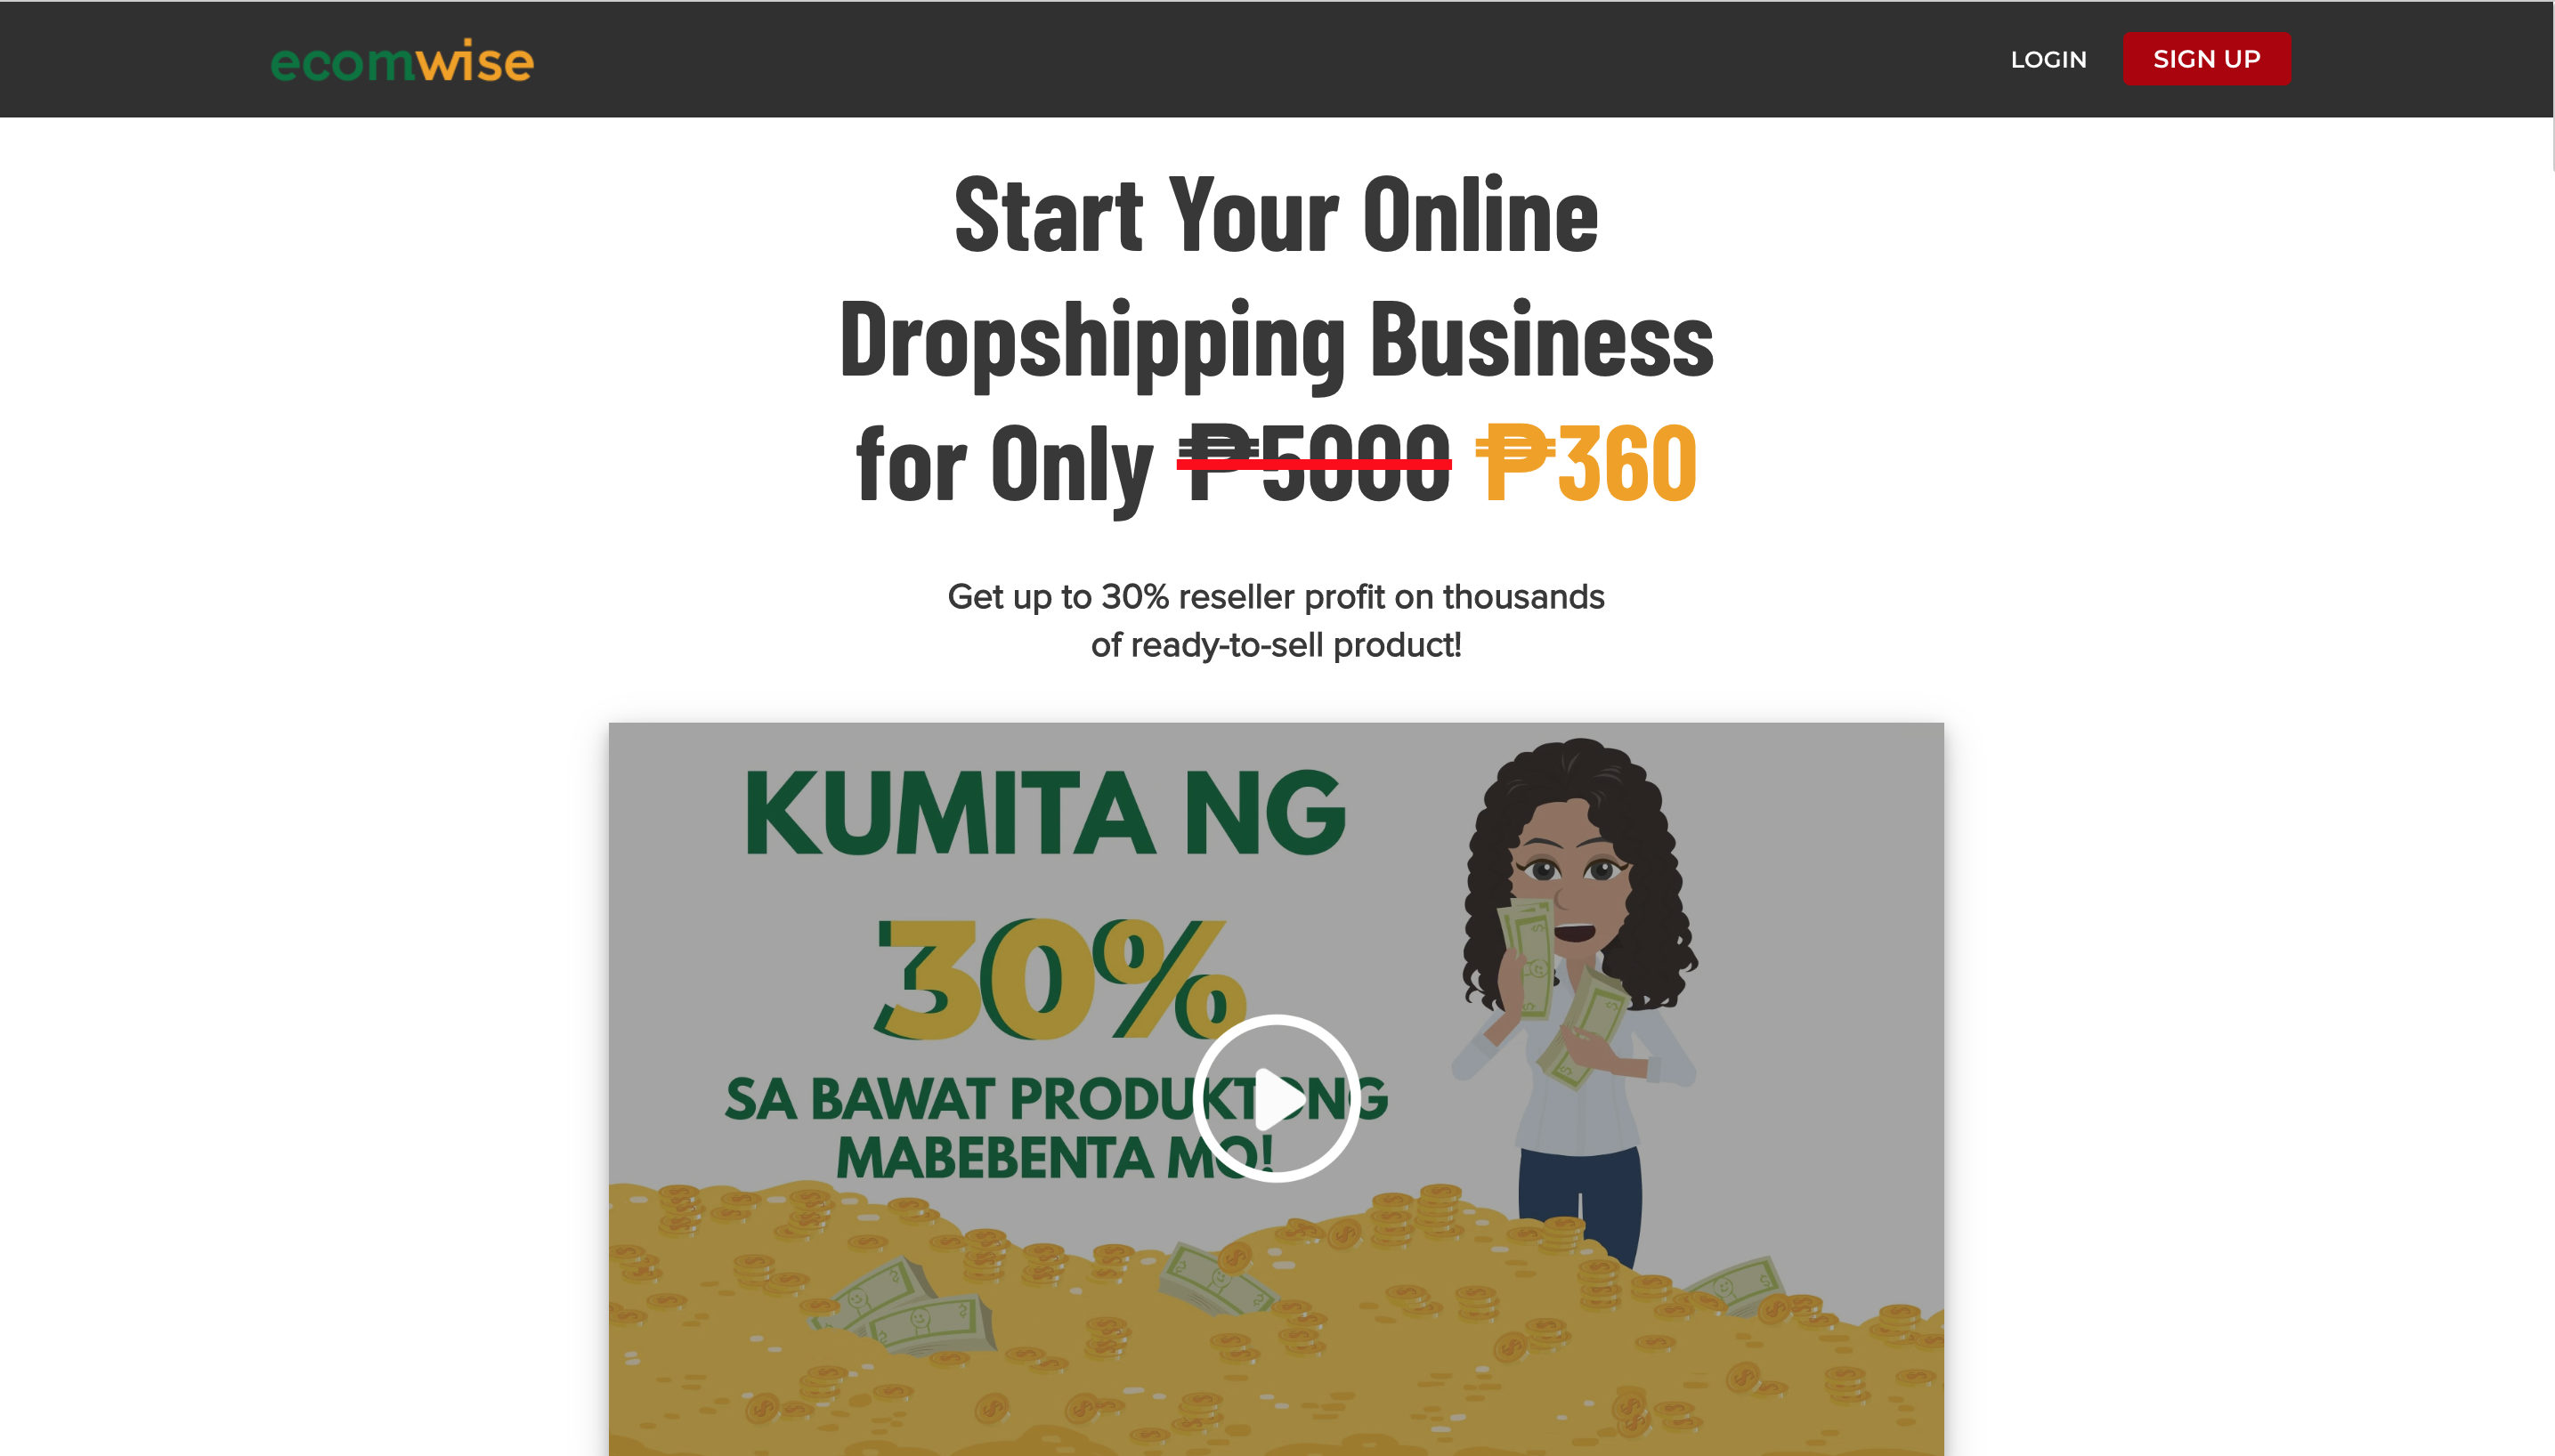 ecomwise
LOGIN
SIGN UP
Start Your Online
Dropshipping Business
for Only ₱5000 ₱360
Get up to 30% reseller profit on thousands
of ready-to-sell product!
KUMITA NG
30%
SA BAWAT PRODUKTONG
MABEBENTA MO!